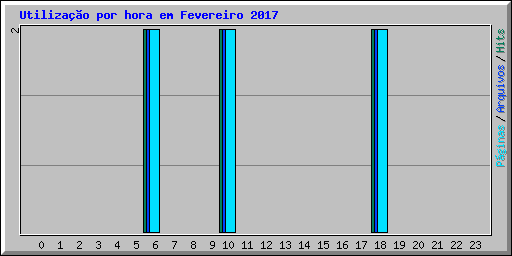 Utilização por hora em Fevereiro 2017
2
Páginas/Arquivos/Hits
0 1 2 3 4 5 6 7 8 9 10 11 12 13 14 15 16 17 18 19 20 21 22 23